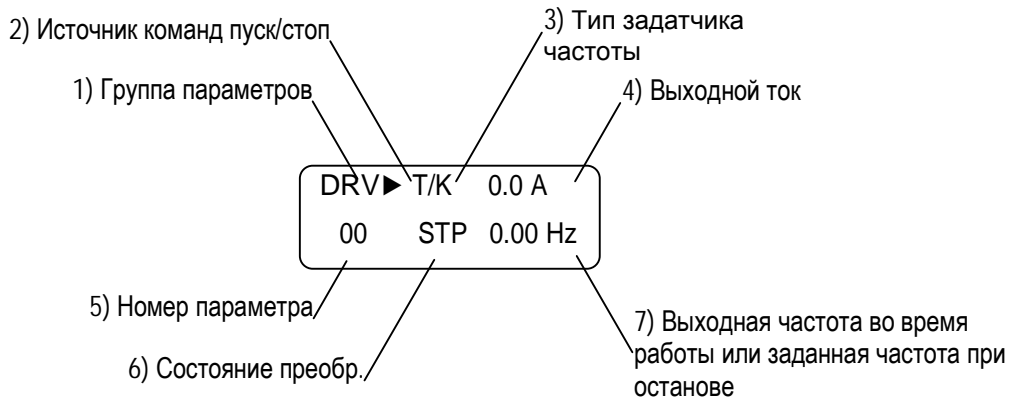 2) Источник команд пуск/стоп
3) Тип задатчика
частоты
1) Группа параметров
4) Выходной ток
DRV▶ T/K 0.0 A
00 STP 0.00 Hz
5) Номер параметра
6) Состояние преобр.
7) Выходная частота во время
работы или заданная частота при
останове